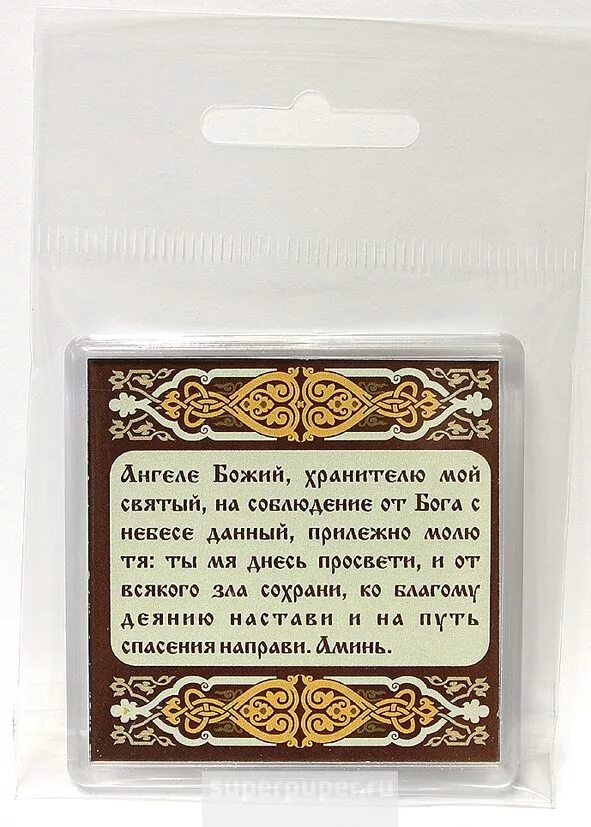 Ангеле Божий, хранителю мой
святый, на соблюдение от Бога с
небесе данный, прилежно молю
тя: ты мя днесь просвети, и от
всякого зла сохрани, ко благому
деянию настави и на путь
спасения направи. Аминь.
superpuper.ru